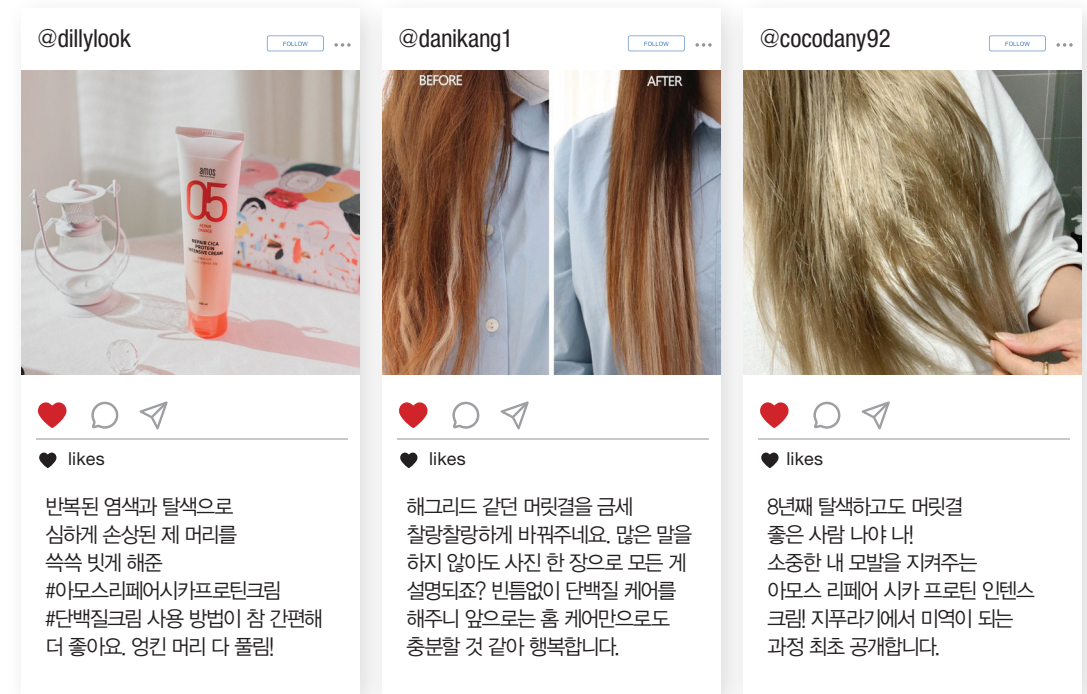 @dillylook
FOLLOW
amos
05
REPAIR CICA
PROTEIN
INTENSIVE CREAM
likes
반복된 염색과 탈색으로
심하게 손상된 제 머리를
쓱쓱 빗게 해준
#아모스리페어시카프로틴크림
#단백질크림 사용 방법이 참 간편해
더 좋아요. 엉킨 머리 다 풀림!
@danikang1
FOLLOW
BEFORE
AFTER
likes
해그리드 같던 머릿결을 금세
찰랑찰랑하게 바꿔주네요. 많은 말을
하지 않아도 사진 한 장으로 모든 게
설명되죠? 빈틈없이 단백질 케어를
해주니 앞으로는 홈 케어만으로도
충분할 것 같아 행복합니다.
@cocodany92
FOLLOW
likes
8년째 탈색하고도 머릿결
좋은 사람 나야 나!
소중한 내 모발을 지켜주는
아모스 리페어 시카 프로틴 인텐스
크림! 지푸라기에서 미역이 되는
과정 최초 공개합니다.